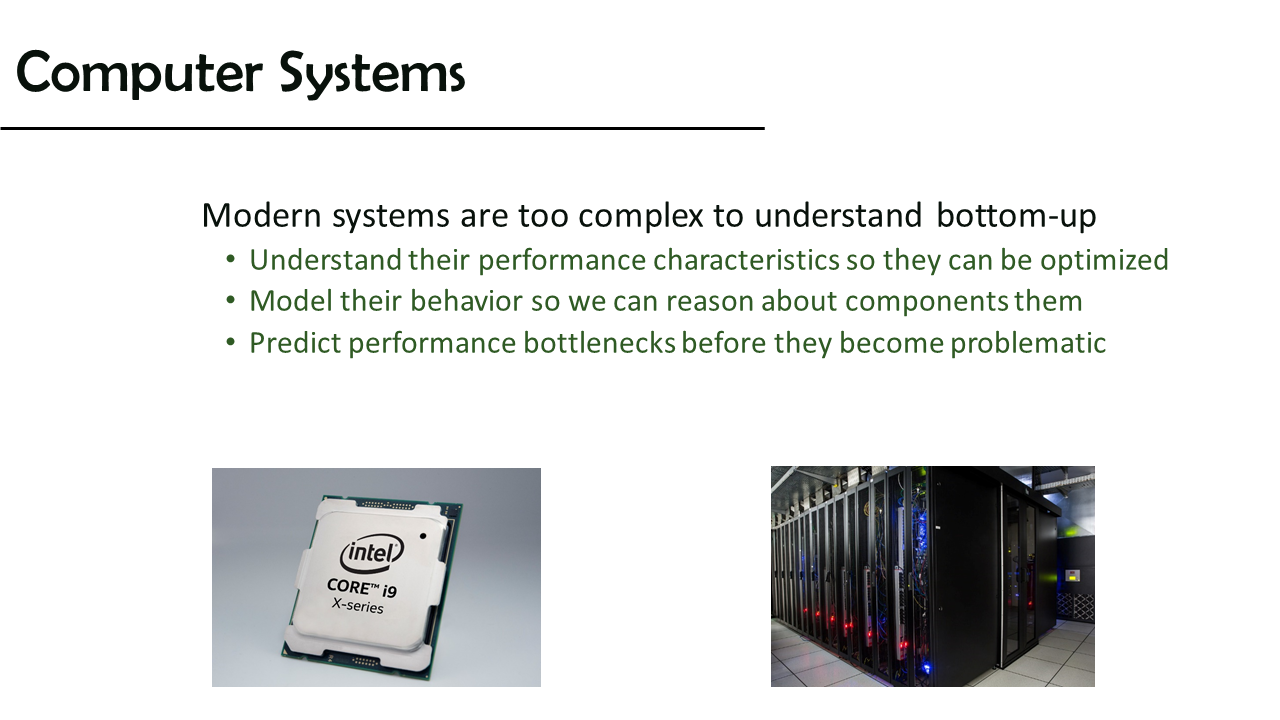 Computer Systems
Modern systems are too complex to understand bottom-up
• Understand their performance characteristics so they can be optimized
• Model their behavior so we can reason about components them
• Predict performance bottlenecks before they become problematic
intel
CORE™ i9
X-series